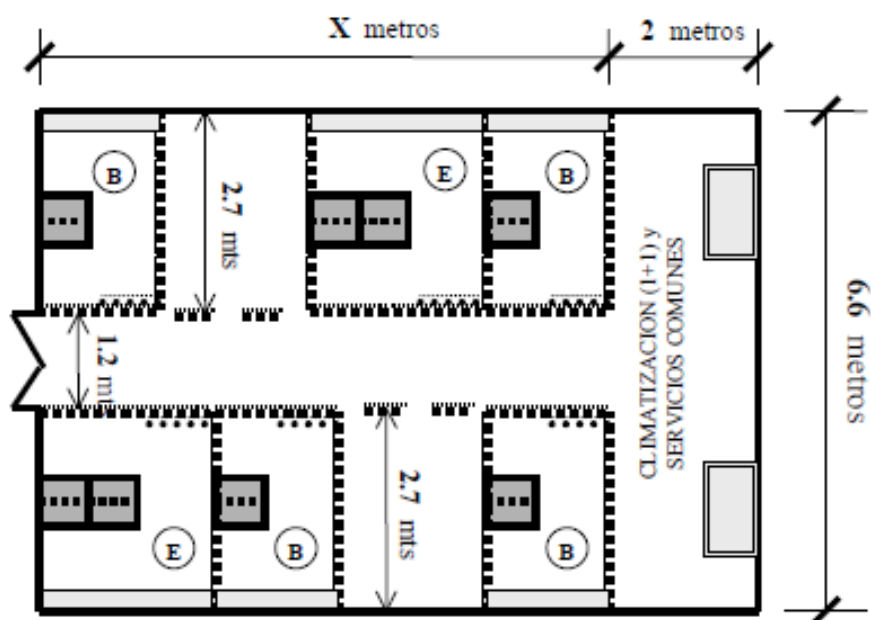 X metros
2 metros
B
2.7 mts
E
B
1.2 mt
CLIMATIZACION (1+1) y
SERVICIOS COMUNES
6.6 metros
E
B
2.7 mts
B